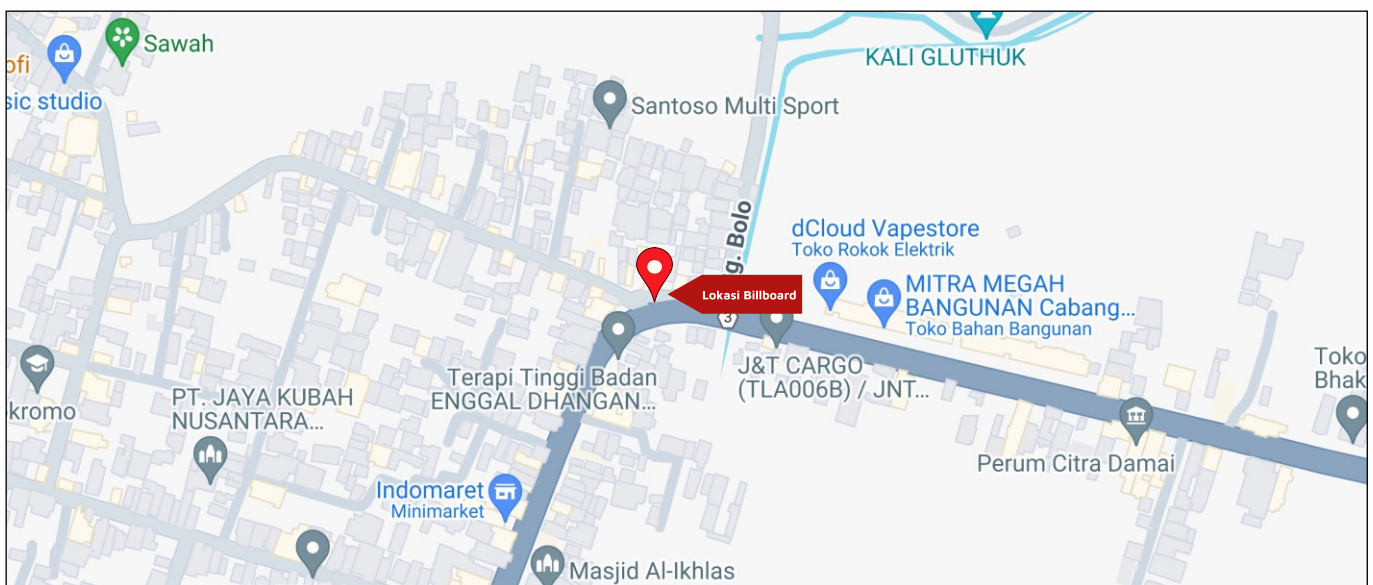 Sawah
ofi
sic studio
KALI GLUTHUK
Santoso Multi Sport
gg. Bolo
dCloud Vapestore
Toko Rokok Elektrik
MITRA MEGAH
BANGUNAN Cabang...
Toko Bahan Bangunan
Lokasi Billboard
3
J&T CARGO
(TLA006B) / JNT...
Terapi Tinggi Badan
ENGGAL DHANGAN...
Toko
Bhak
kromo
PT. JAYA KUBAH
NUSANTARA...
Perum Citra Damai
Indomaret
Minimarket
Masjid Al-Ikhlas